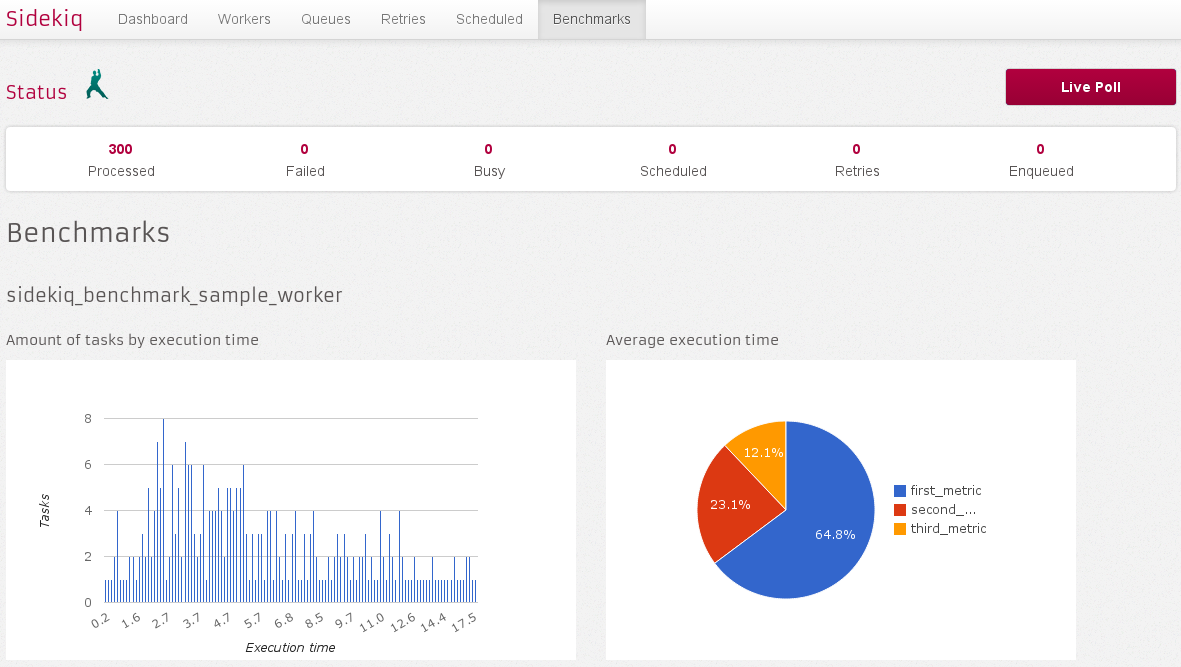 Sidekiq Dashboard Workers Queues Retries Scheduled Benchmarks
Status Live Poll
300 0 0 0 0 0
Processed Failed Busy Scheduled Retries Enqueued
Benchmarks
sidekiq_benchmark_sample_worker
Amount of tasks by execution time
8
6
4
2
0
Tasks
0.2 1.6 2.7 3.7 4.7 5.7 6.8 8.5 9.7 11.0 12.6 14.4 17.5
Execution time
Average execution time
12.1%
23.1%
64.8%
first_metric
second_...
third_metric